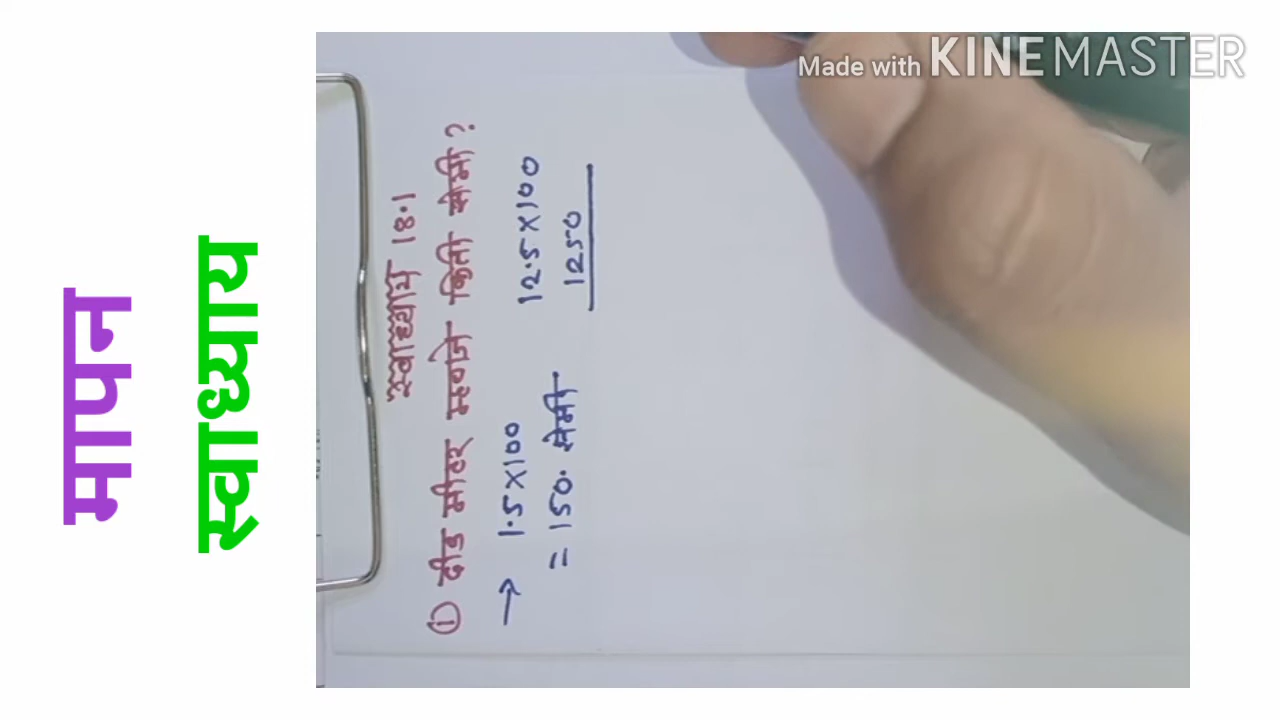 मापन
स्वाध्याय
Made with KINEMASTER
स्वाध्याय 18.1
① दीड मीटर म्हणजे किती सेमी?
→ 1.5×100
= 150. सेमी
12.5×100
1250